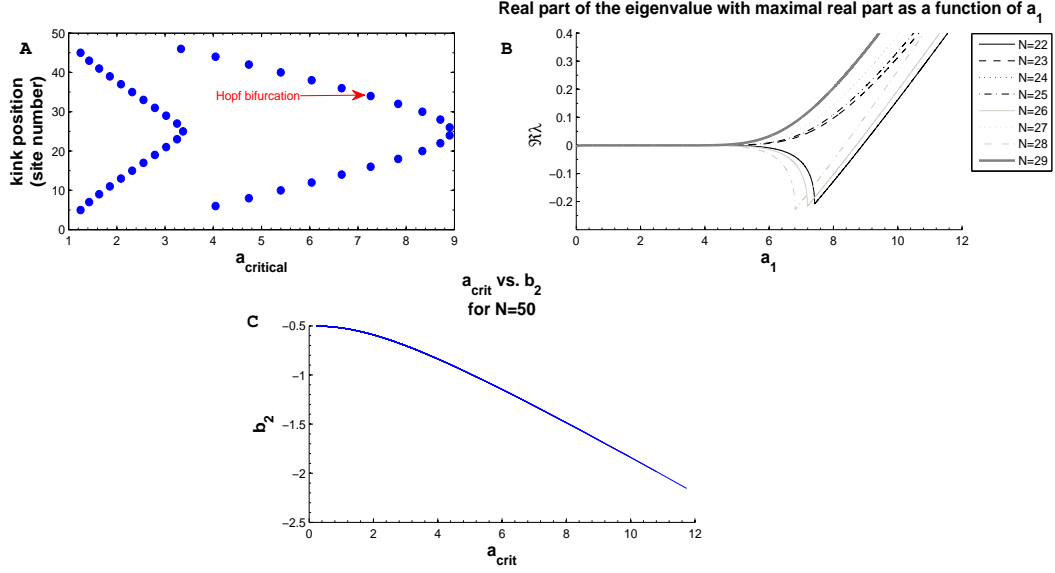 Real part of the eigenvalue with maximal real part as a function of a_1
A
50
40
30
20
10
0
kink position
(site number)
Hopf bifurcation
1 2 3 4 5 6 7 8 9
a_critical
B
0.4
0.3
0.2
0.1
0
−0.1
−0.2
ℜλ
0 2 4 6 8 10 12
a_1
N=22
N=23
N=24
N=25
N=26
N=27
N=28
N=29
a_crit vs. b_2
for N=50
C
−0.5
−1
−1.5
−2
−2.5
b_2
0 2 4 6 8 10 12
a_crit